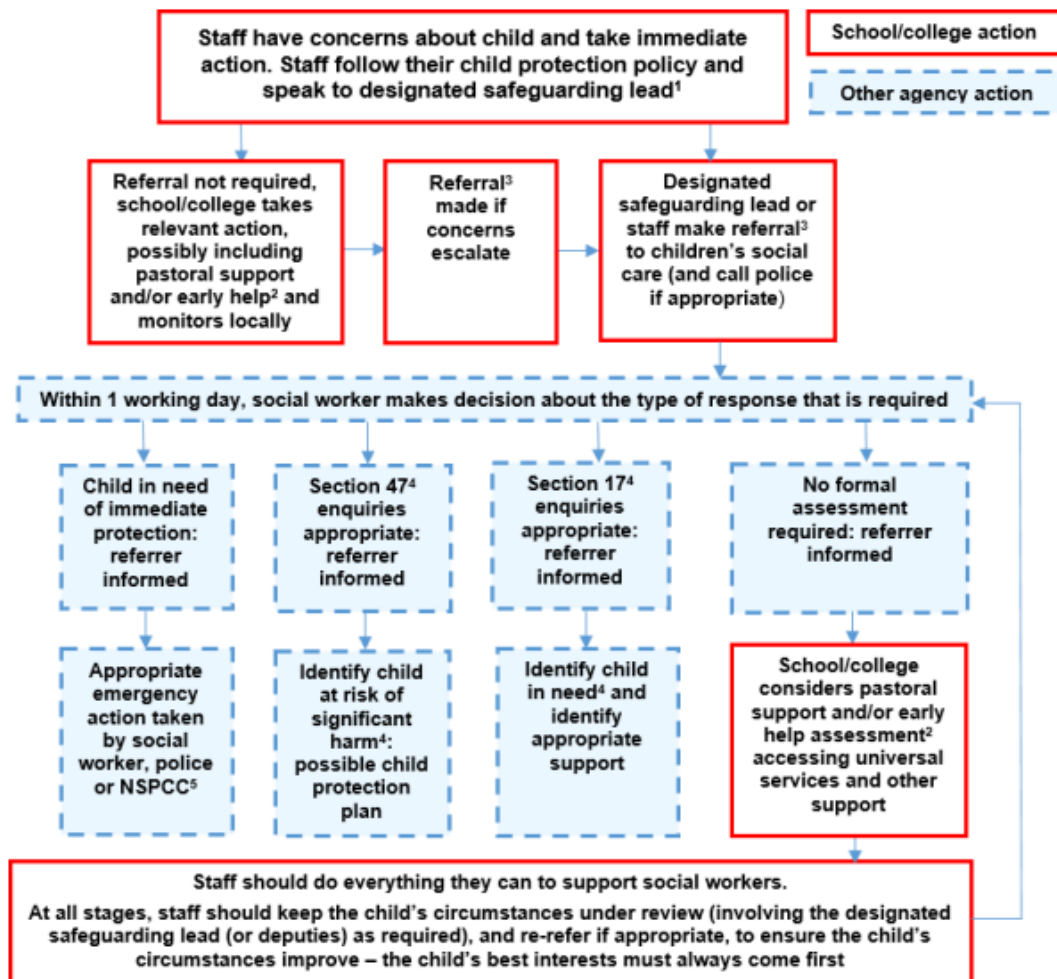 Staff have concerns about child and take immediate
action. Staff follow their child protection policy and
speak to designated safeguarding lead¹
School/college action
Other agency action
Referral not required,
school/college takes
relevant action,
possibly including
pastoral support
and/or early help² and
monitors locally
Referral³
made if
concerns
escalate
Designated
safeguarding lead or
staff make referral³
to children's social
care (and call police
if appropriate)
Within 1 working day, social worker makes decision about the type of response that is required
Child in need
of immediate
protection:
referrer
informed
Section 47⁴
enquiries
appropriate:
referrer
informed
Section 17⁴
enquiries
appropriate:
referrer
informed
No formal
assessment
required: referrer
informed
Appropriate
emergency
action taken
by social
worker, police
or NSPCC⁵
Identify child
at risk of
significant
harm⁴:
possible child
protection
plan
Identify child
in need⁴ and
identify
appropriate
support
School/college
considers pastoral
support and/or early
help assessment²
accessing universal
services and other
support
Staff should do everything they can to support social workers.
At all stages, staff should keep the child's circumstances under review (involving the designated
safeguarding lead (or deputies) as required), and re-refer if appropriate, to ensure the child's
circumstances improve – the child's best interests must always come first